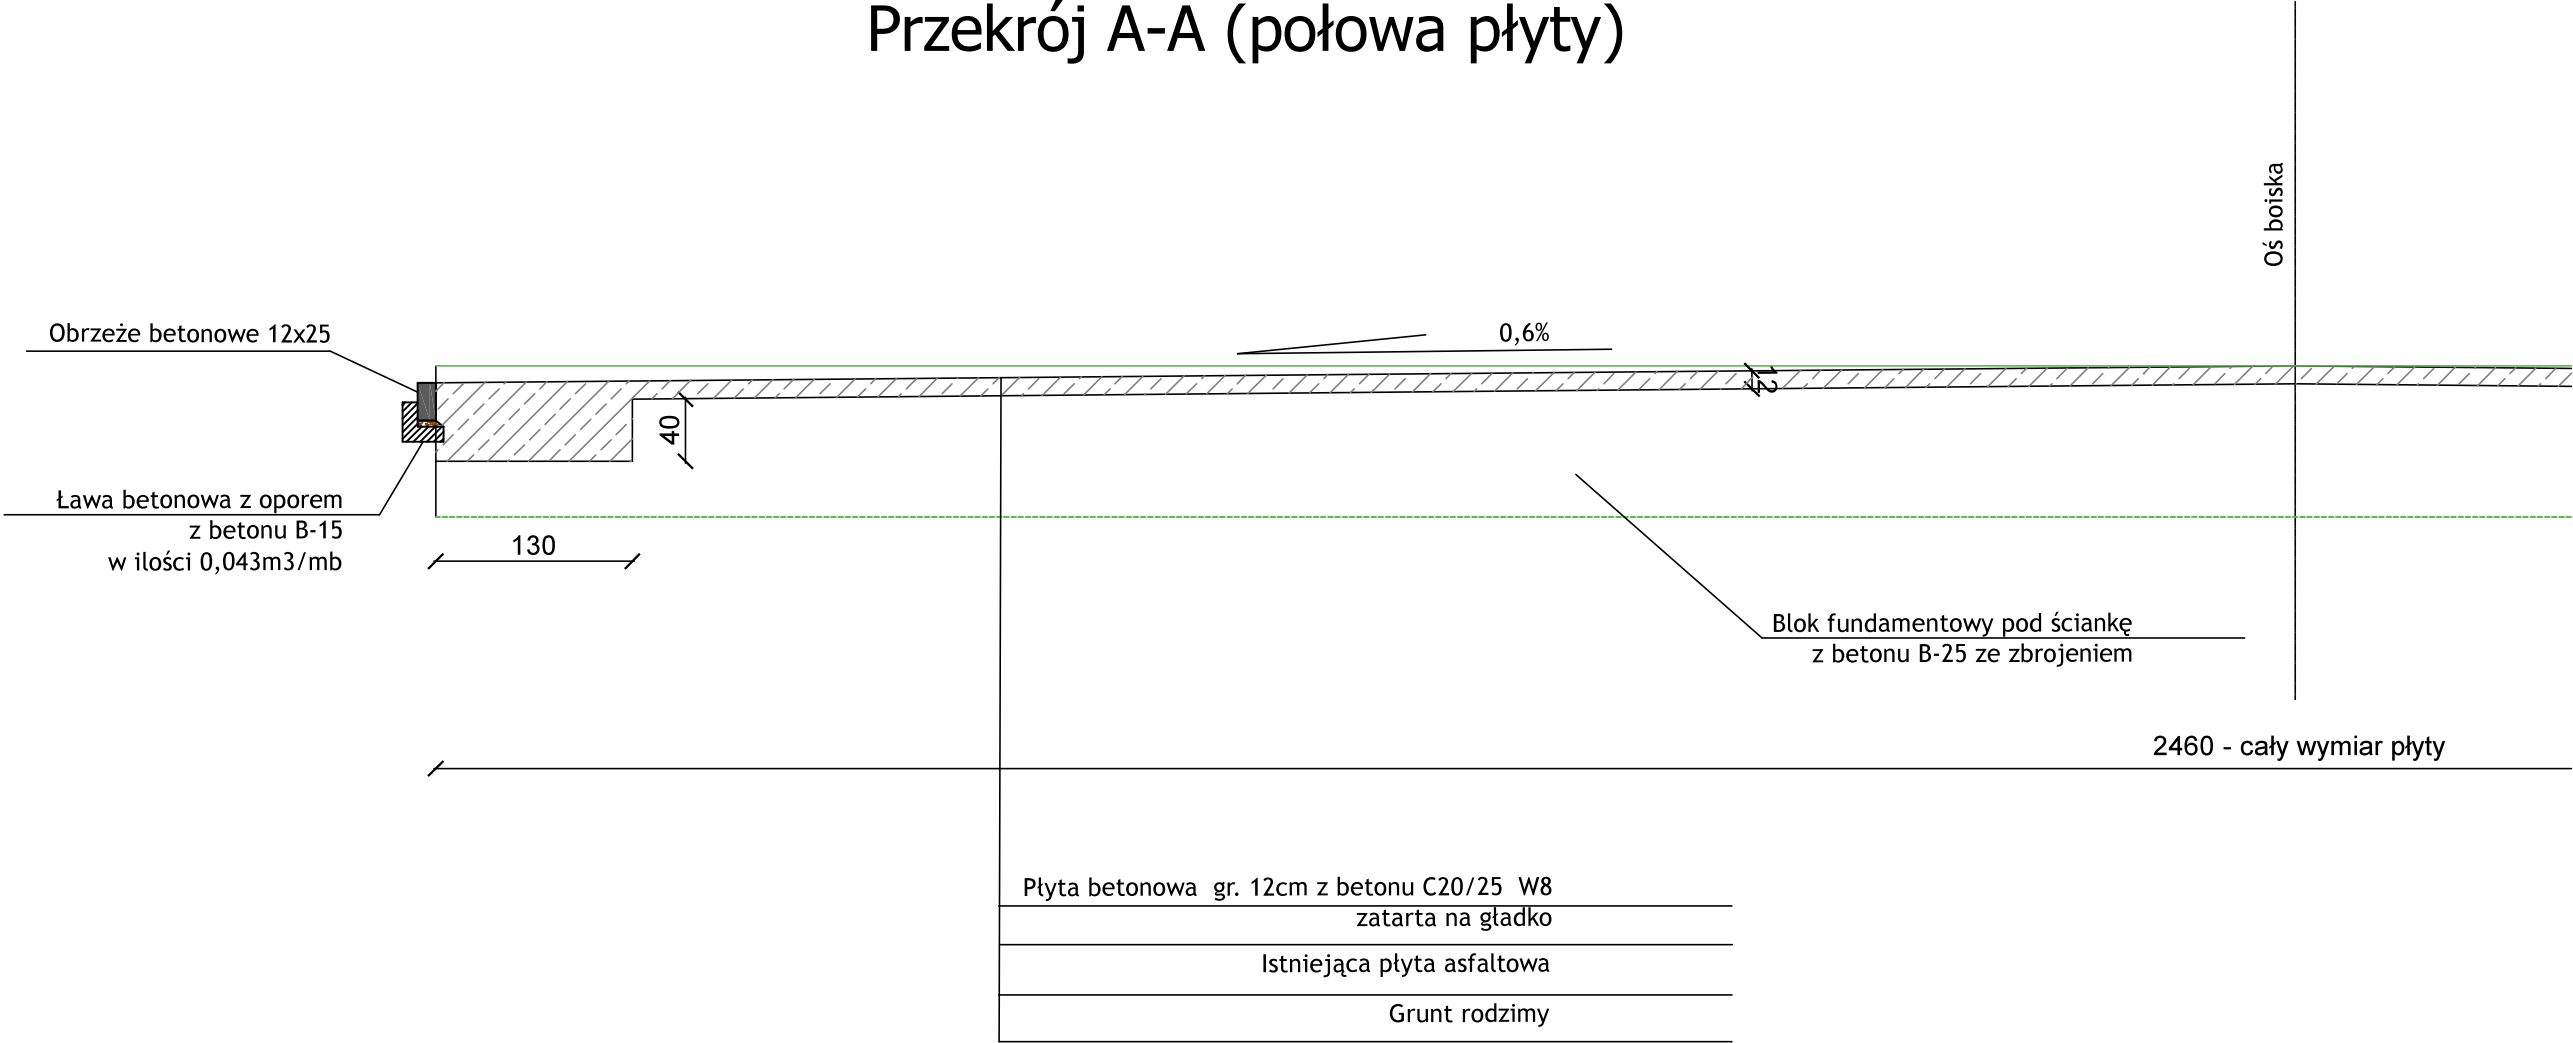 Przekrój A-A (połowa płyty)
Oś boiska
Obrzeże betonowe 12x25
0,6%
12
40
Ława betonowa z oporem
z betonu B-15
w ilości 0,043m3/mb
130
Blok fundamentowy pod ściankę
z betonu B-25 ze zbrojeniem
2460 - cały wymiar płyty
Płyta betonowa  gr. 12cm z betonu C20/25  W8
zatarta na gładko
Istniejąca płyta asfaltowa
Grunt rodzimy